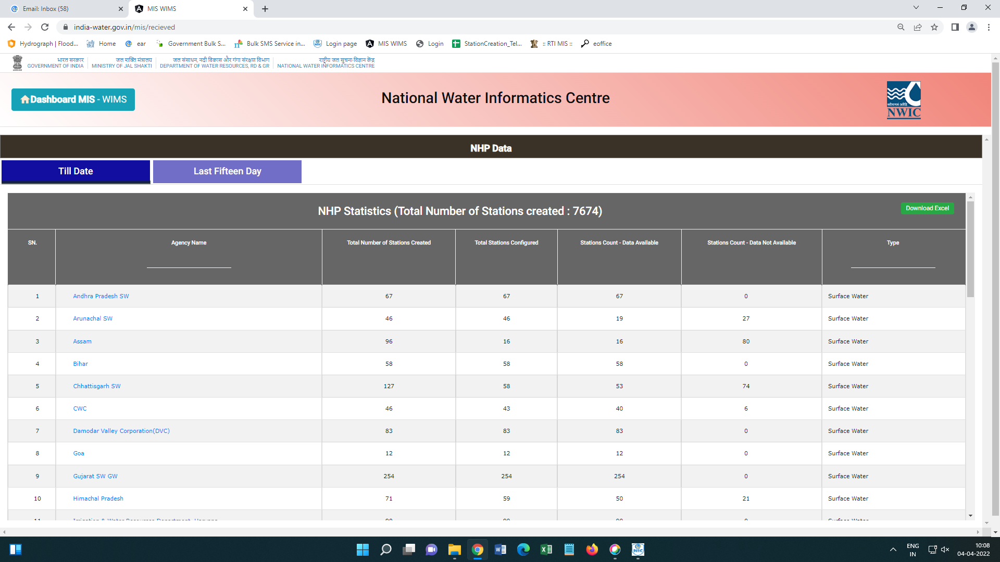 Email: Inbox (58)
MIS WIMS
india-water.gov.in/mis/recieved
Hydrograph | Flood... Home ear Government Bulk S... Bulk SMS Service in... Login page MIS WIMS Login StationCreation_Tel... :: RTI MIS :: eoffice
भारत सरकार जल शक्ति मंत्रालय जल संसाधन, नदी विकास और गंगा संरक्षण विभाग राष्ट्रीय जल सूचना-विज्ञान केंद्र
GOVERNMENT OF INDIA MINISTRY OF JAL SHAKTI DEPARTMENT OF WATER RESOURCES, RD & GR NATIONAL WATER INFORMATICS CENTRE
Dashboard MIS - WIMS
National Water Informatics Centre
NWIC
NHP Data
Till Date Last Fifteen Day
NHP Statistics (Total Number of Stations created : 7674)
Download Excel
SN. Agency Name Total Number of Stations Created Total Stations Configured Stations Count - Data Available Stations Count - Data Not Available Type
1 Andhra Pradesh SW 67 67 67 0 Surface Water
2 Arunachal SW 46 46 19 27 Surface Water
3 Assam 96 16 16 80 Surface Water
4 Bihar 58 58 58 0 Surface Water
5 Chhattisgarh SW 127 58 53 74 Surface Water
6 CWC 46 43 40 6 Surface Water
7 Damodar Valley Corporation(DVC) 83 83 83 0 Surface Water
8 Goa 12 12 12 0 Surface Water
9 Gujarat SW GW 254 254 254 0 Surface Water
10 Himachal Pradesh 71 59 50 21 Surface Water
ENG
IN
10:08
04-04-2022